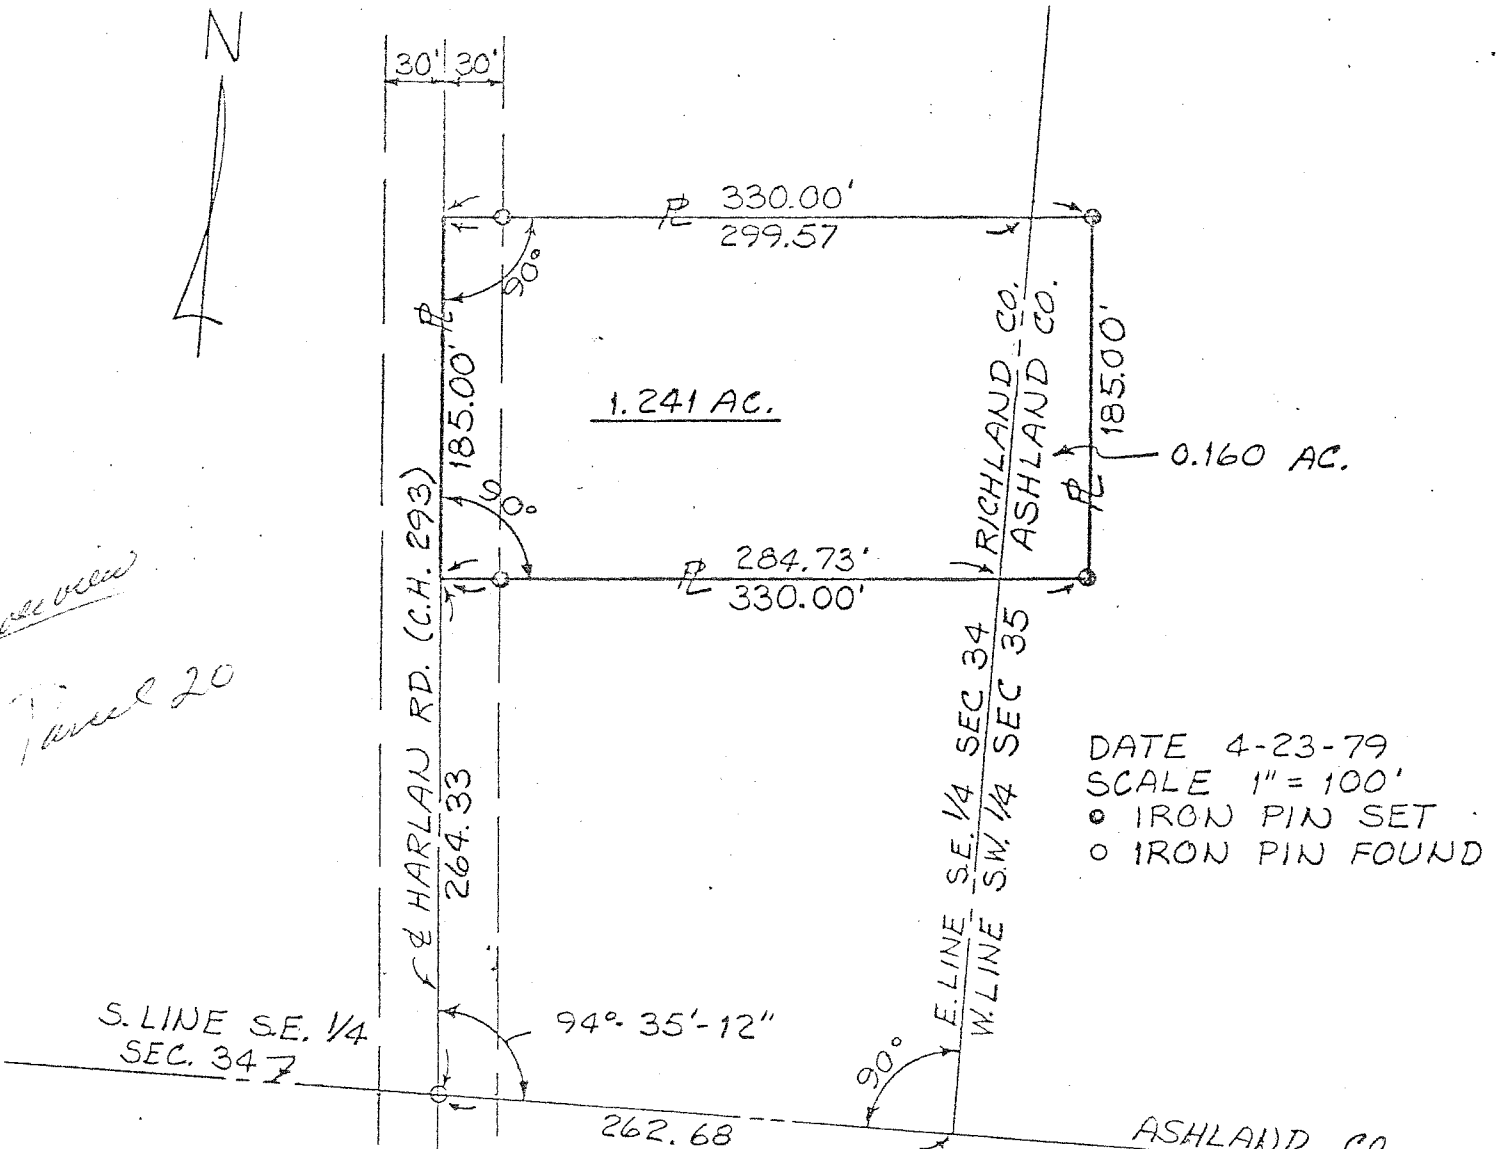 N
30' 30'
330.00'
299.57
90°
185.00'
RICHLAND CO.
ASHLAND CO.
185.00'
1.241 AC.
0.160 AC.
90°
284.73'
330.00'
Parcel 20
℄ HARLAN RD. (C.H. 293)
264.33
E. LINE S.E. 1/4 SEC 34
W. LINE S.W. 1/4 SEC 35
DATE 4-23-79
SCALE 1" = 100'
IRON PIN SET
IRON PIN FOUND
S. LINE S.E. 1/4
SEC. 34
94°-35'-12"
90°
262.68
ASHLAND CO.